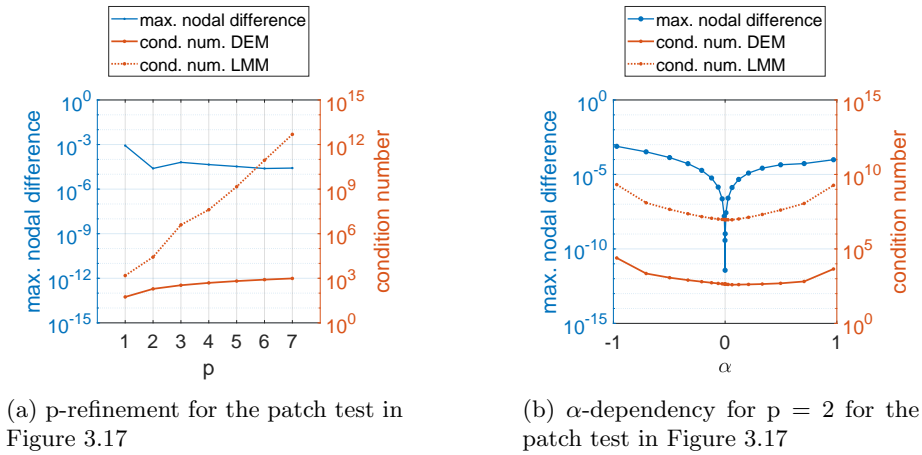 max. nodal difference
cond. num. DEM
cond. num. LMM
10^0
10^-3
10^-6
10^-9
10^-12
10^-15
max. nodal difference
10^15
10^12
10^9
10^6
10^3
10^0
condition number
1 2 3 4 5 6 7
p
(a) p-refinement for the patch test in
Figure 3.17
max. nodal difference
cond. num. DEM
cond. num. LMM
10^0
10^-5
10^-10
10^-15
max. nodal difference
10^15
10^10
10^5
10^0
condition number
-1 0 1
α
(b) α-dependency for p = 2 for the
patch test in Figure 3.17